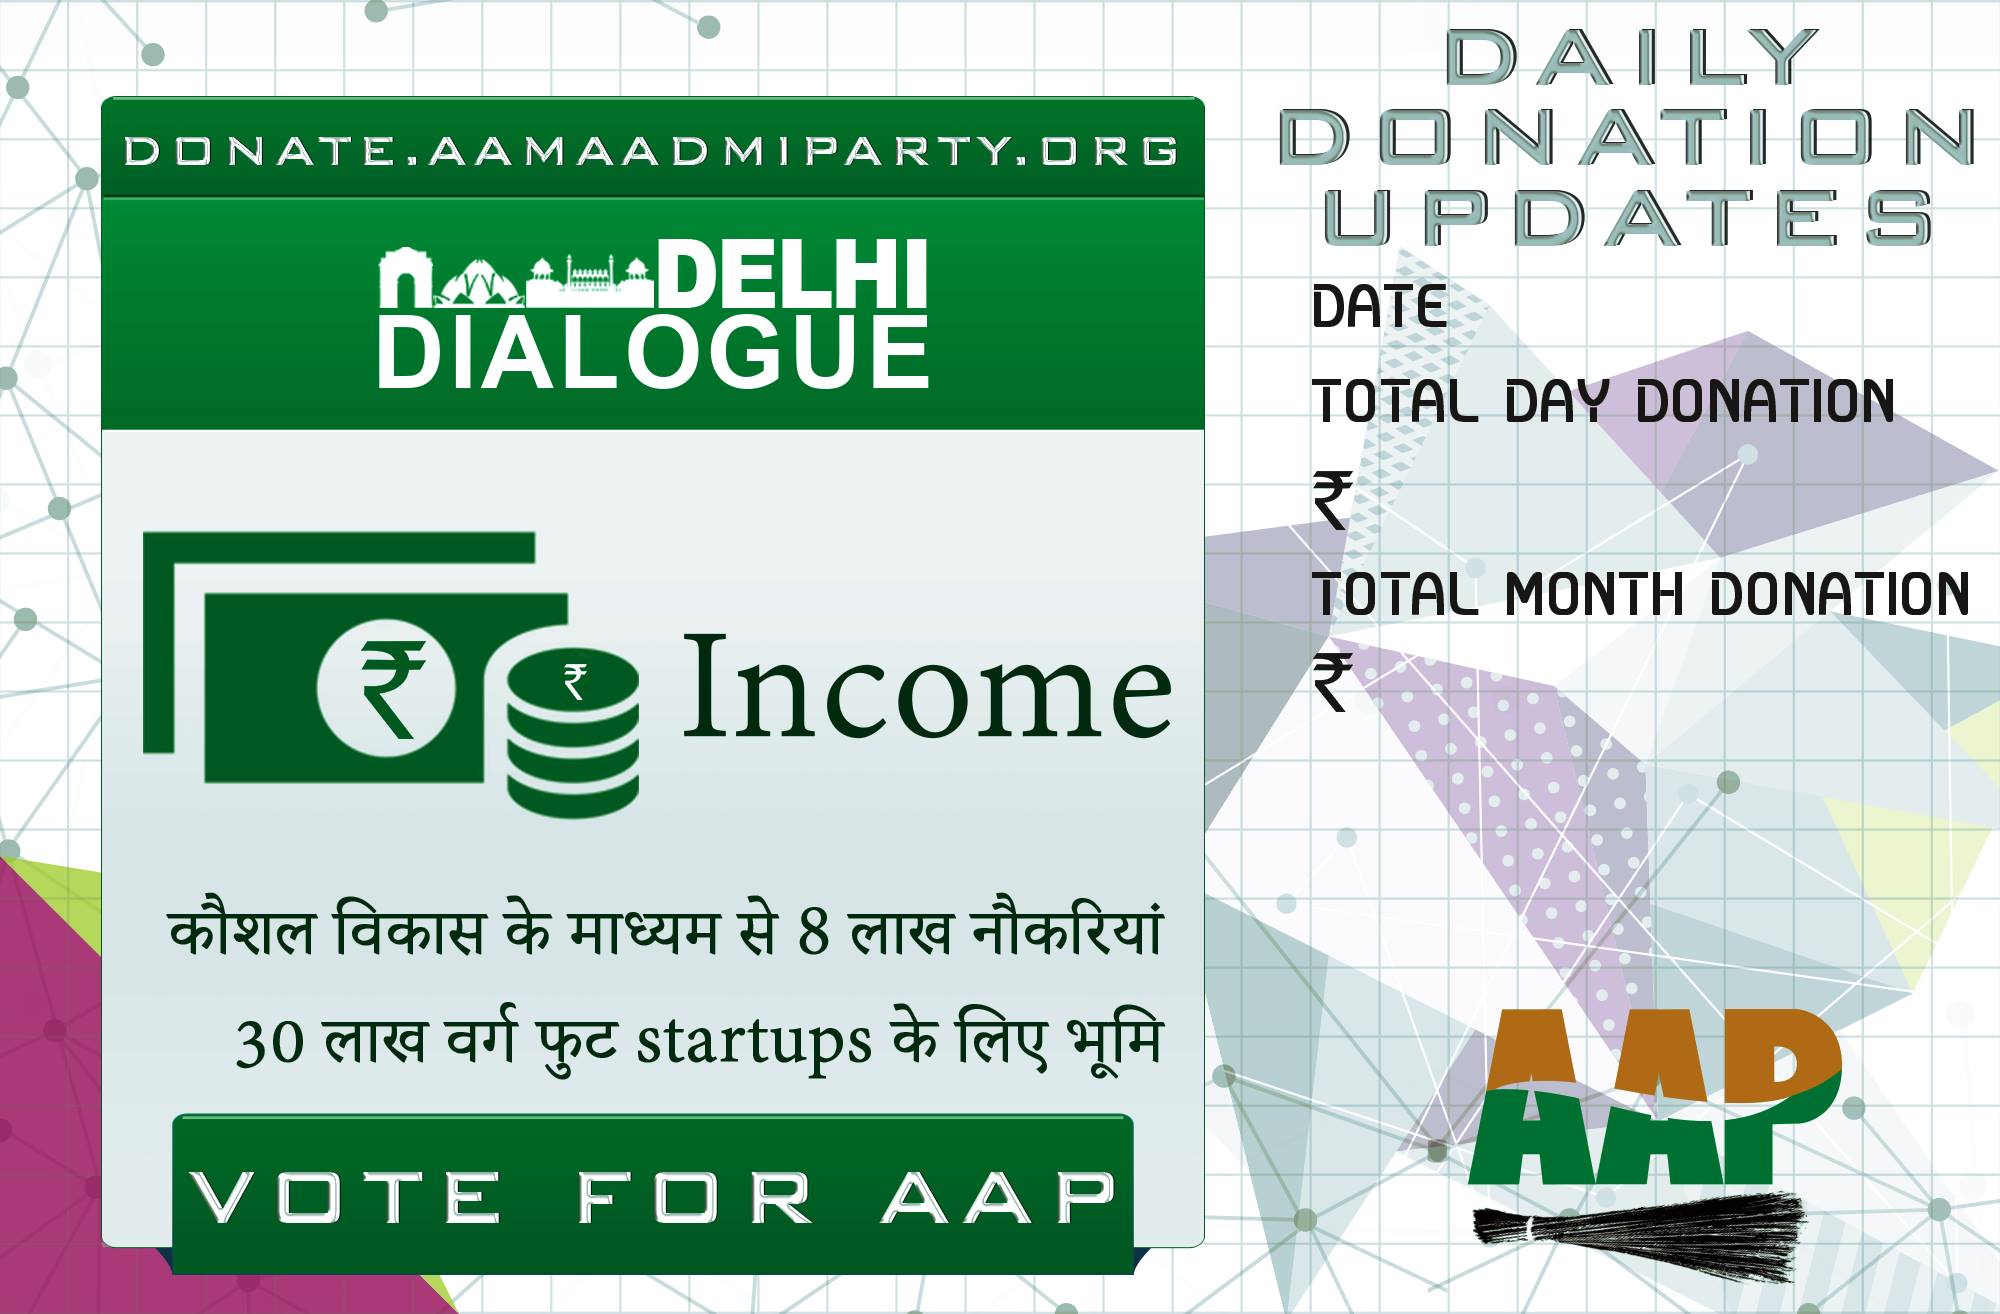 DONATE.AAMAADMIPARTY.ORG
DELHI
DIALOGUE
₹
₹
Income
कौशल विकास के माध्यम से 8 लाख नौकरियां
30 लाख वर्ग फुट startups के लिए भूमि
VOTE FOR AAP
DAILY
DONATION
UPDATES
DATE
TOTAL DAY DONATION
₹
TOTAL MONTH DONATION
₹
AAP